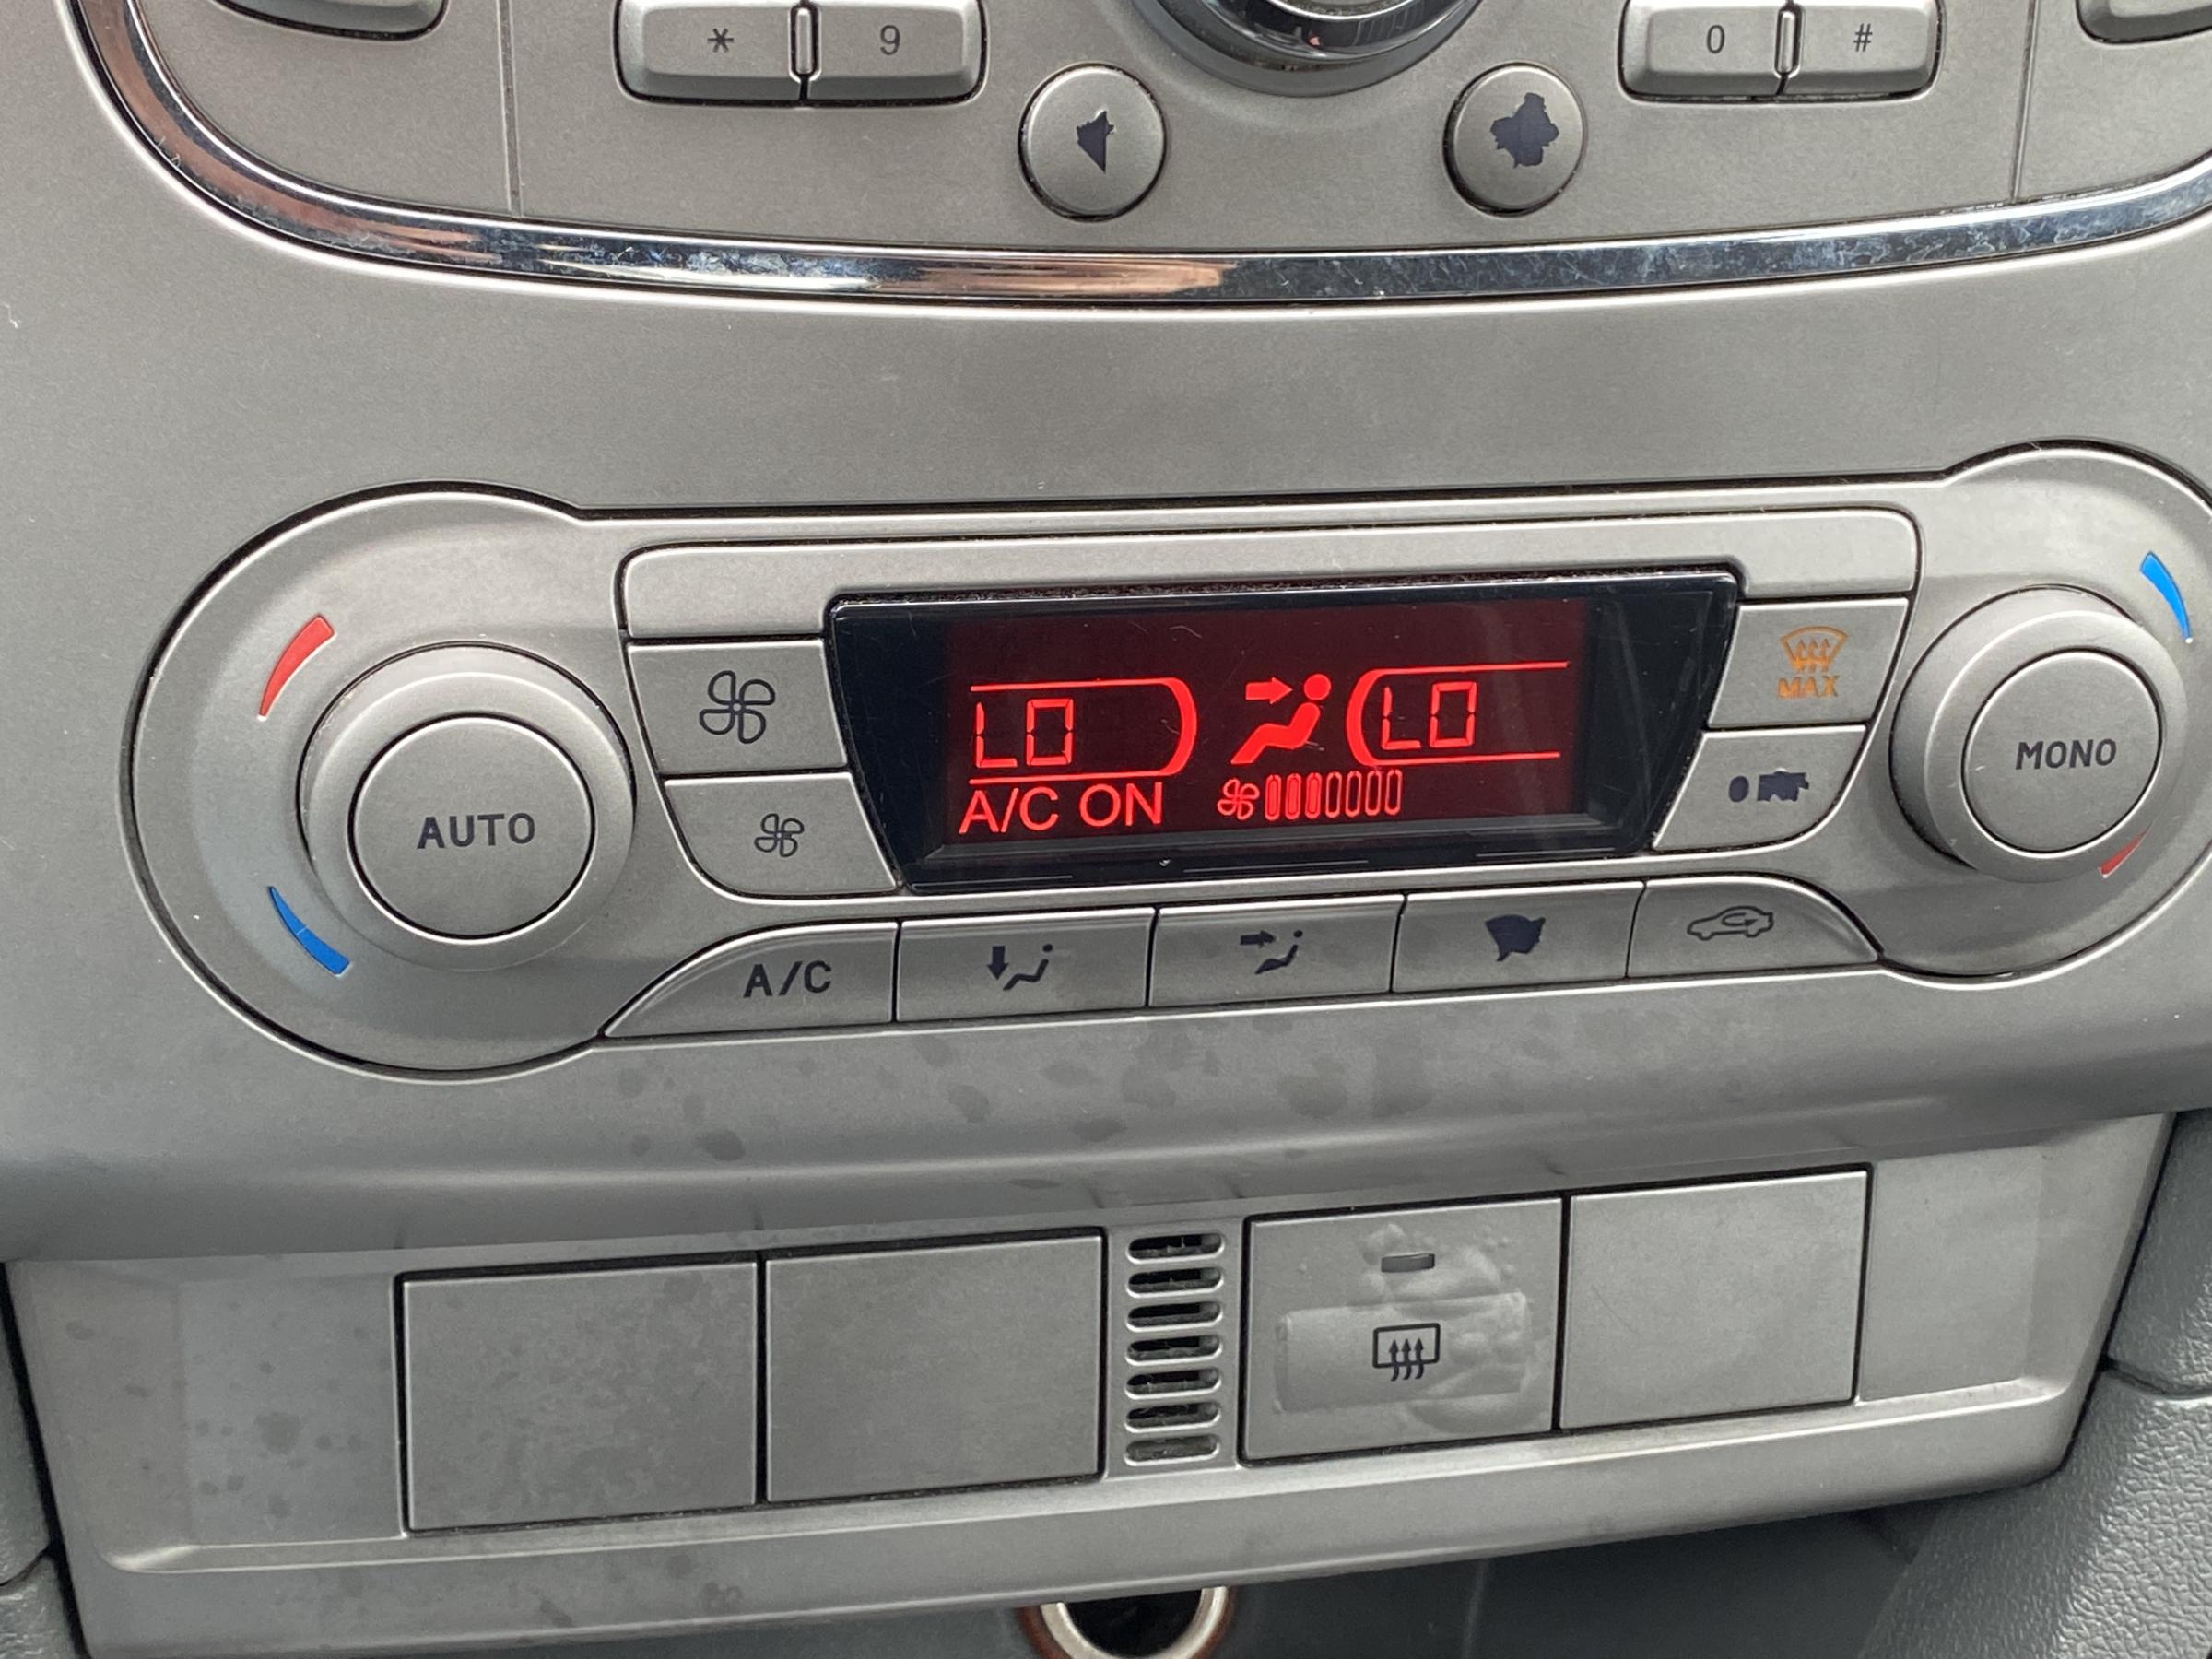 * 9 0 #
LO LO
A/C ON
MAX
AUTO
MONO
A/C